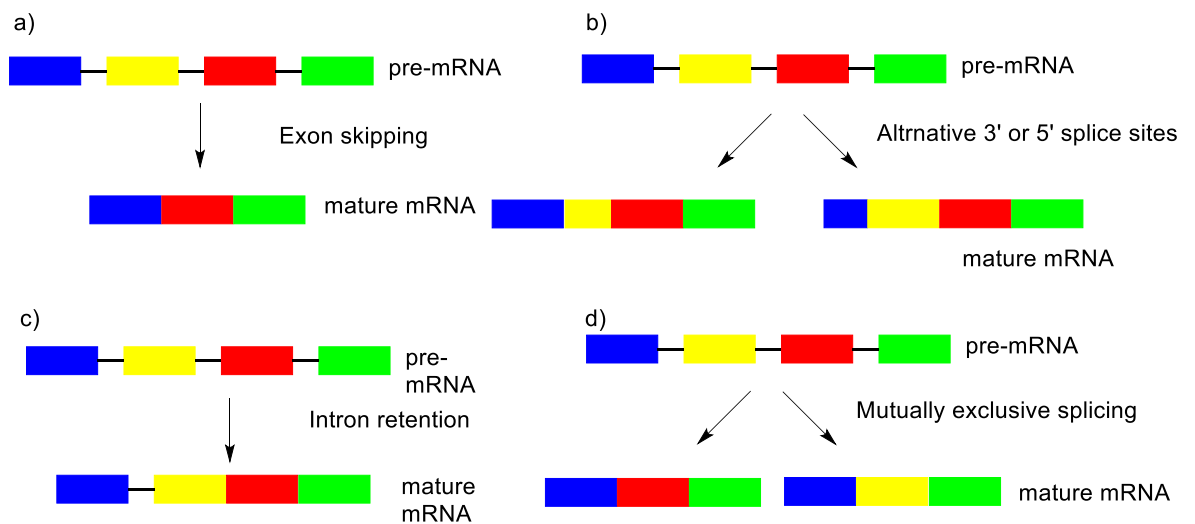 a)
pre-mRNA
Exon skipping
mature mRNA
b)
pre-mRNA
Altrnative 3' or 5' splice sites
mature mRNA
c)
pre-
mRNA
Intron retention
mature
mRNA
d)
pre-mRNA
Mutually exclusive splicing
mature mRNA